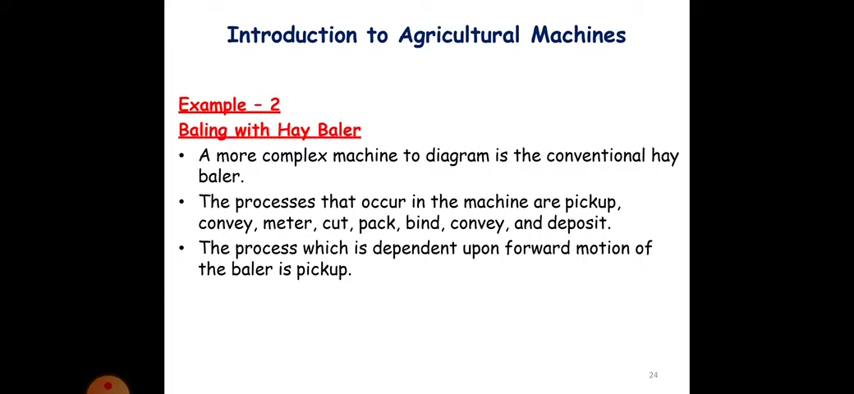 Introduction to Agricultural Machines
Example – 2
Baling with Hay Baler
• A more complex machine to diagram is the conventional hay
baler.
• The processes that occur in the machine are pickup,
convey, meter, cut, pack, bind, convey, and deposit.
• The process which is dependent upon forward motion of
the baler is pickup.
24